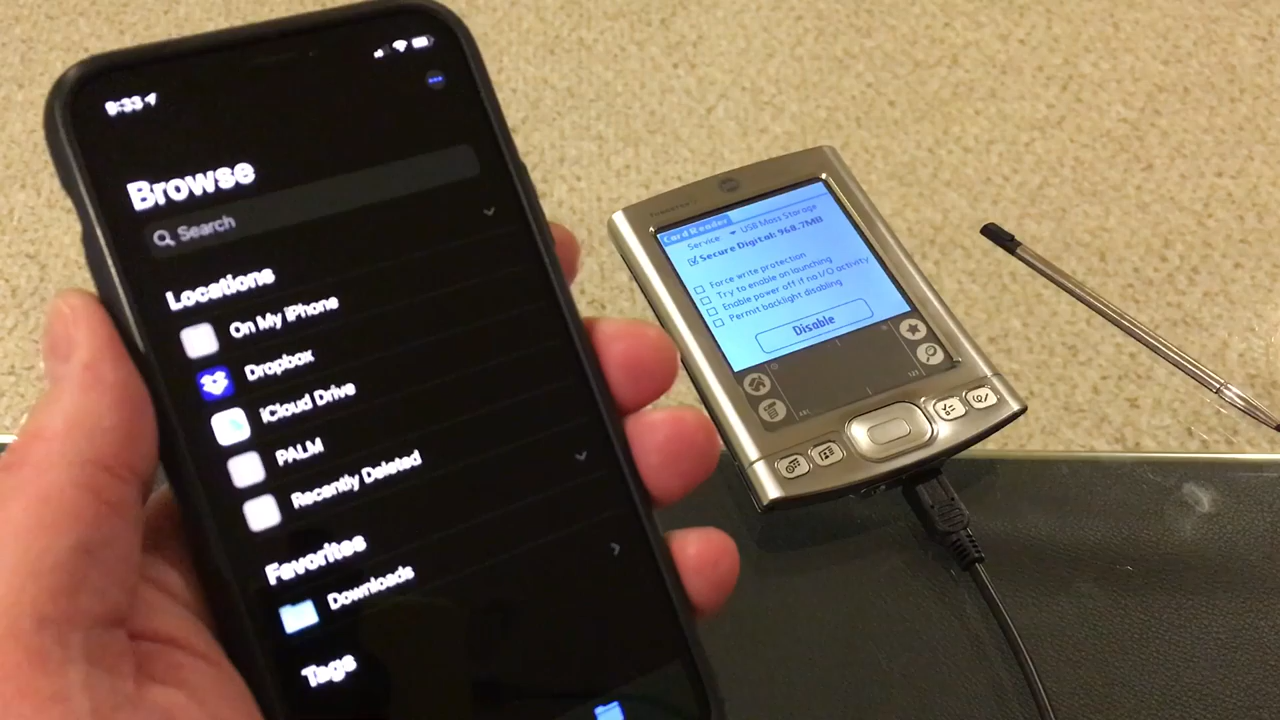 9:33
Browse
Search
Locations
On My iPhone
Dropbox
iCloud Drive
PALM
Recently Deleted
Favorites
Downloads
Tags
Card Reader
Service USB Mass Storage
Secure Digital: 968.7MB
Force write protection
Try to enable on launching
Enable power off if no I/O activity
Permit backlight disabling
Disable
ABC
123